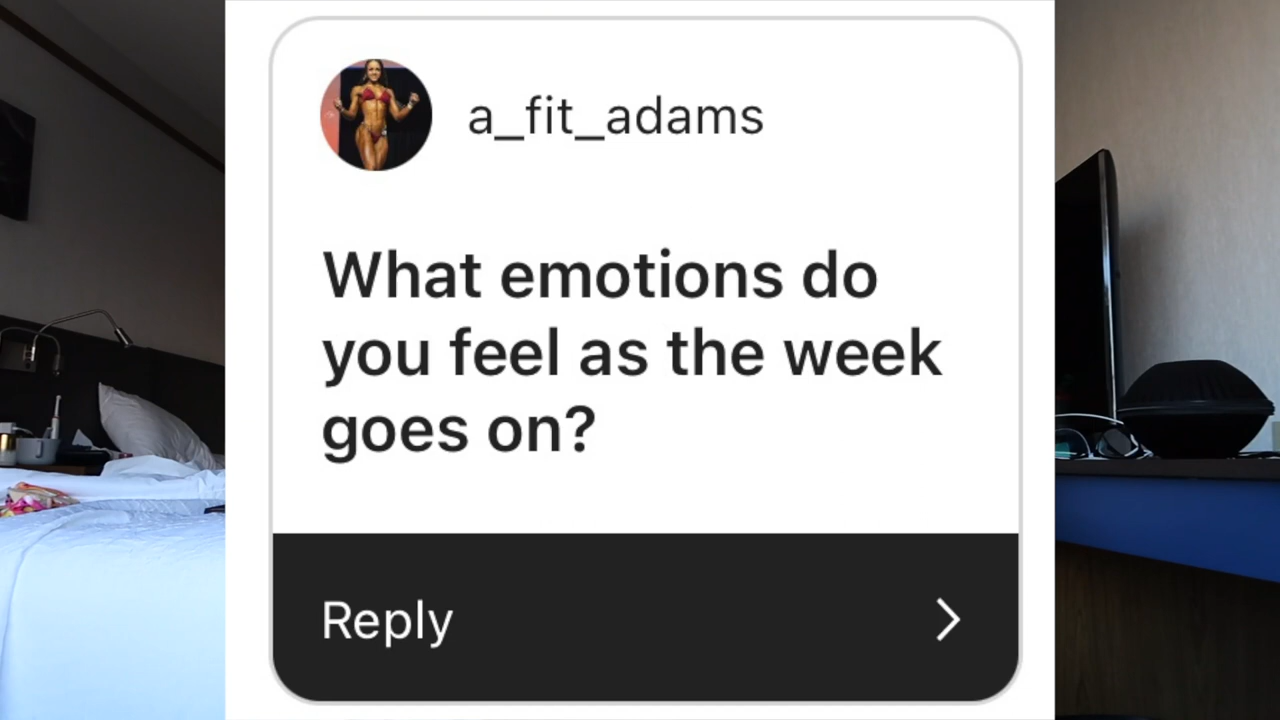 a_fit_adams
What emotions do
you feel as the week
goes on?
Reply